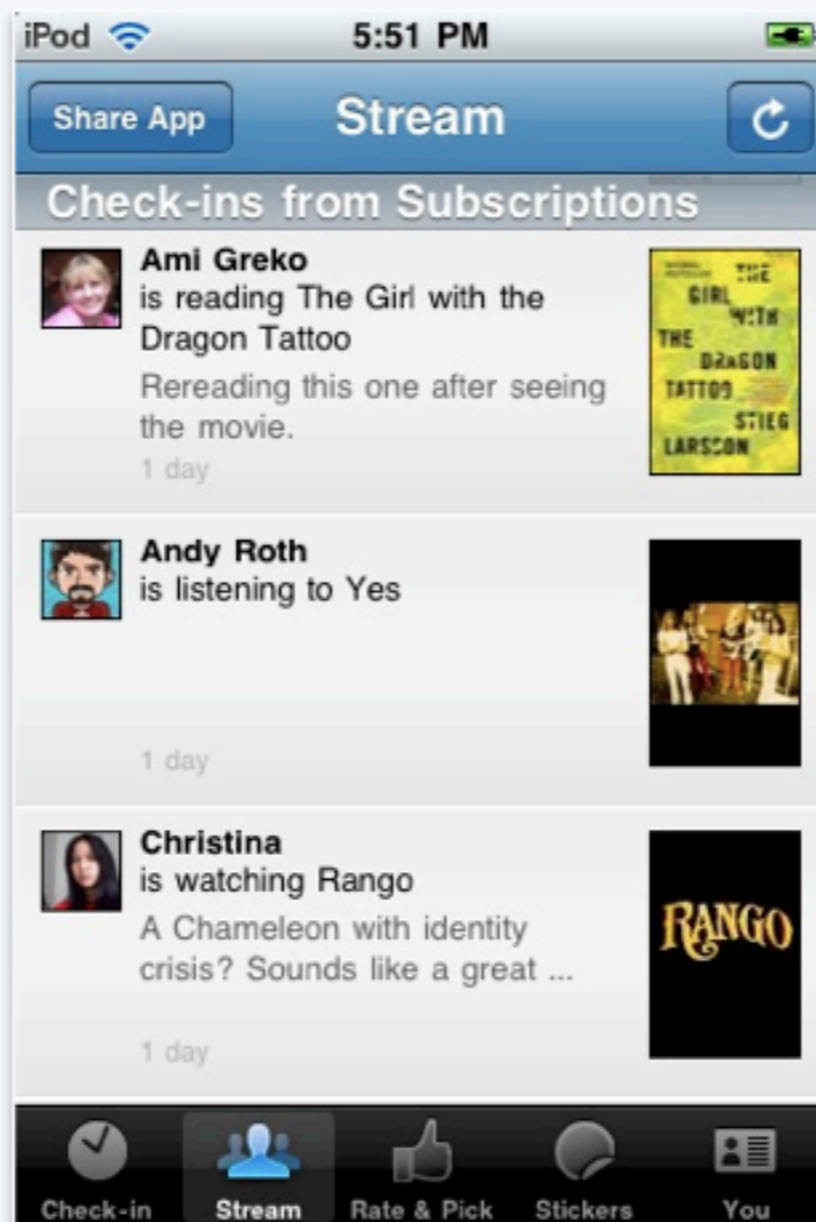 iPod 5:51 PM
Share App Stream
Check-ins from Subscriptions
Ami Greko
is reading The Girl with the
Dragon Tattoo
Rereading this one after seeing
the movie.
1 day
THE
GIRL
WITH
THE
DRAGON
TATTOO
STIEG
LARSSON
Andy Roth
is listening to Yes
1 day
Christina
is watching Rango
A Chameleon with identity
crisis? Sounds like a great ...
1 day
RANGO
Check-in Stream Rate & Pick Stickers You